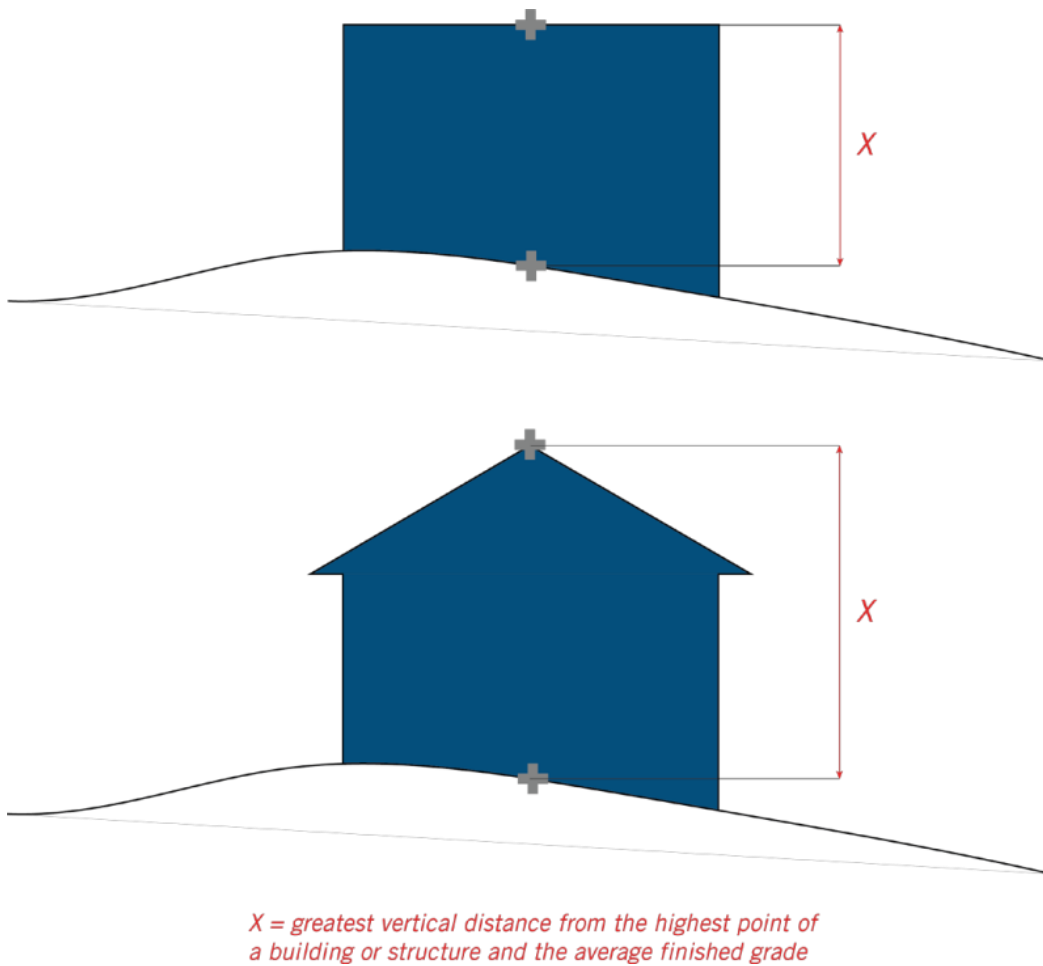 X
X
X = greatest vertical distance from the highest point of
a building or structure and the average finished grade